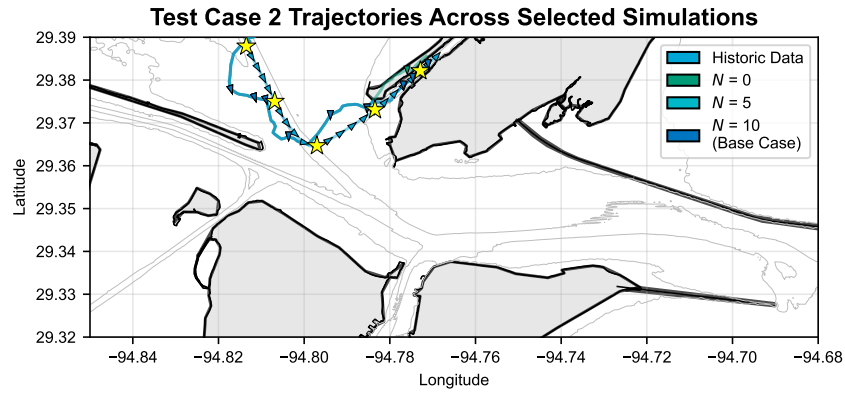 Test Case 2 Trajectories Across Selected Simulations
29.39
29.38
29.37
29.36
29.35
29.34
29.33
29.32
Latitude
Historic Data
N = 0
N = 5
N = 10
(Base Case)
−94.84
−94.82
−94.80
−94.78
−94.76
−94.74
−94.72
−94.70
−94.68
Longitude